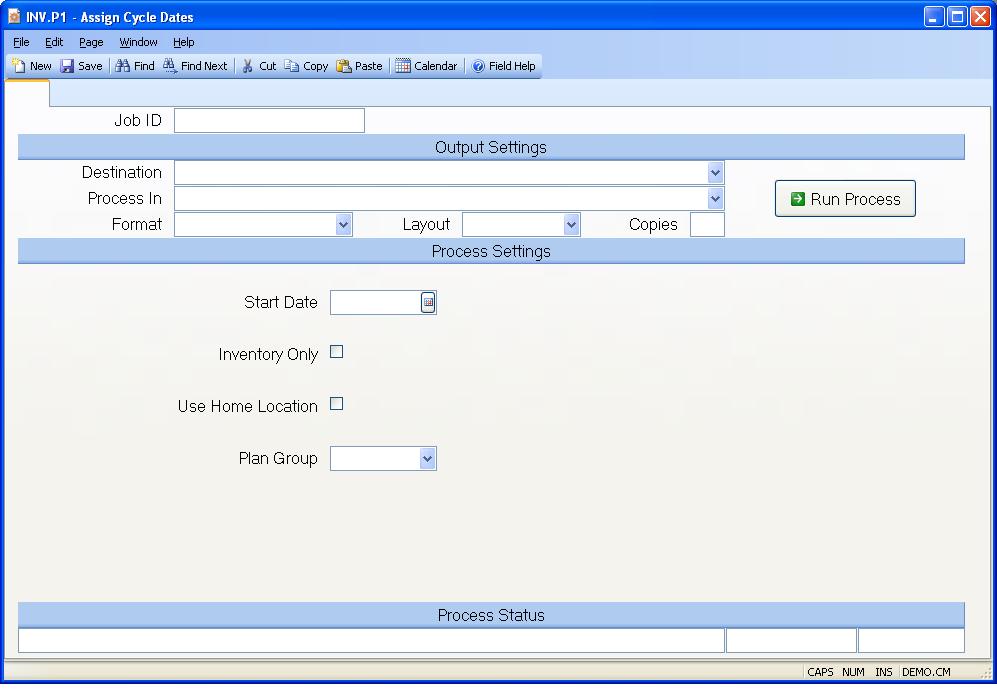 INV.P1 - Assign Cycle Dates
File Edit Page Window Help
New Save Find Find Next Cut Copy Paste Calendar Field Help
Job ID
Output Settings
Destination
Process In
Run Process
Format Layout Copies
Process Settings
Start Date
Inventory Only
Use Home Location
Plan Group
Process Status
CAPS NUM INS DEMO.CM